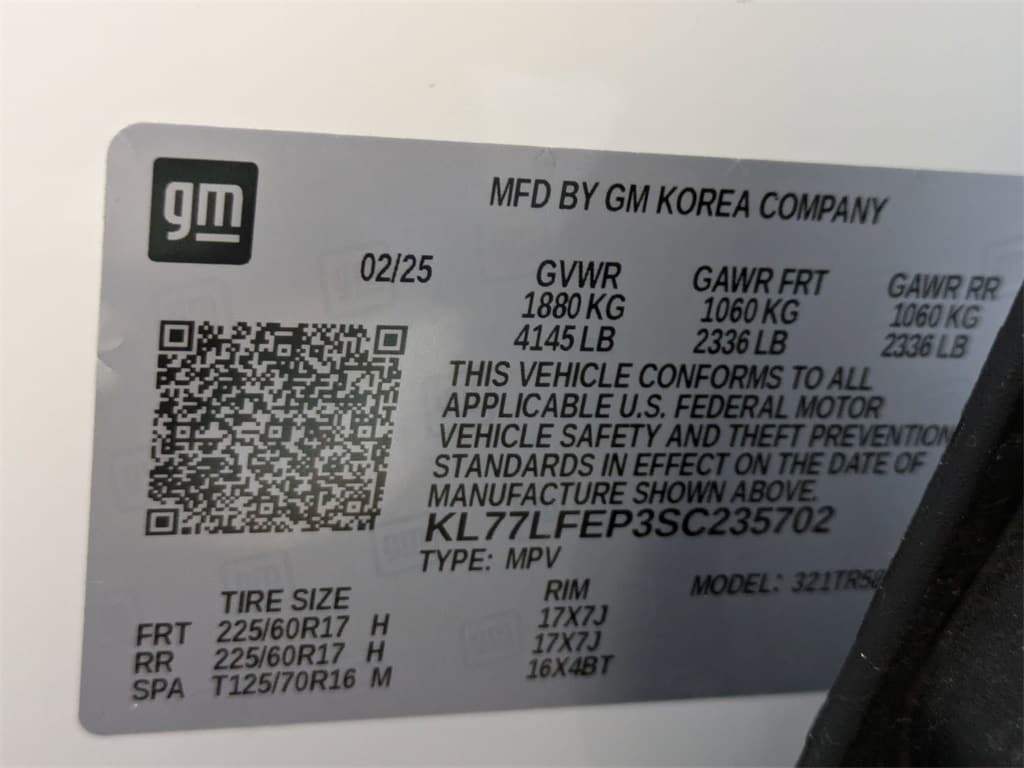 gm
MFD BY GM KOREA COMPANY
02/25 GVWR GAWR FRT GAWR RR
1880 KG 1060 KG 1060 KG
4145 LB 2336 LB 2336 LB
THIS VEHICLE CONFORMS TO ALL
APPLICABLE U.S. FEDERAL MOTOR
VEHICLE SAFETY AND THEFT PREVENTION
STANDARDS IN EFFECT ON THE DATE OF
MANUFACTURE SHOWN ABOVE.
KL77LFEP3SC235702
TYPE: MPV
MODEL:
TIRE SIZE RIM
FRT 225/60R17 H 17X7J
RR 225/60R17 H 17X7J
SPA T125/70R16 M 16X4BT